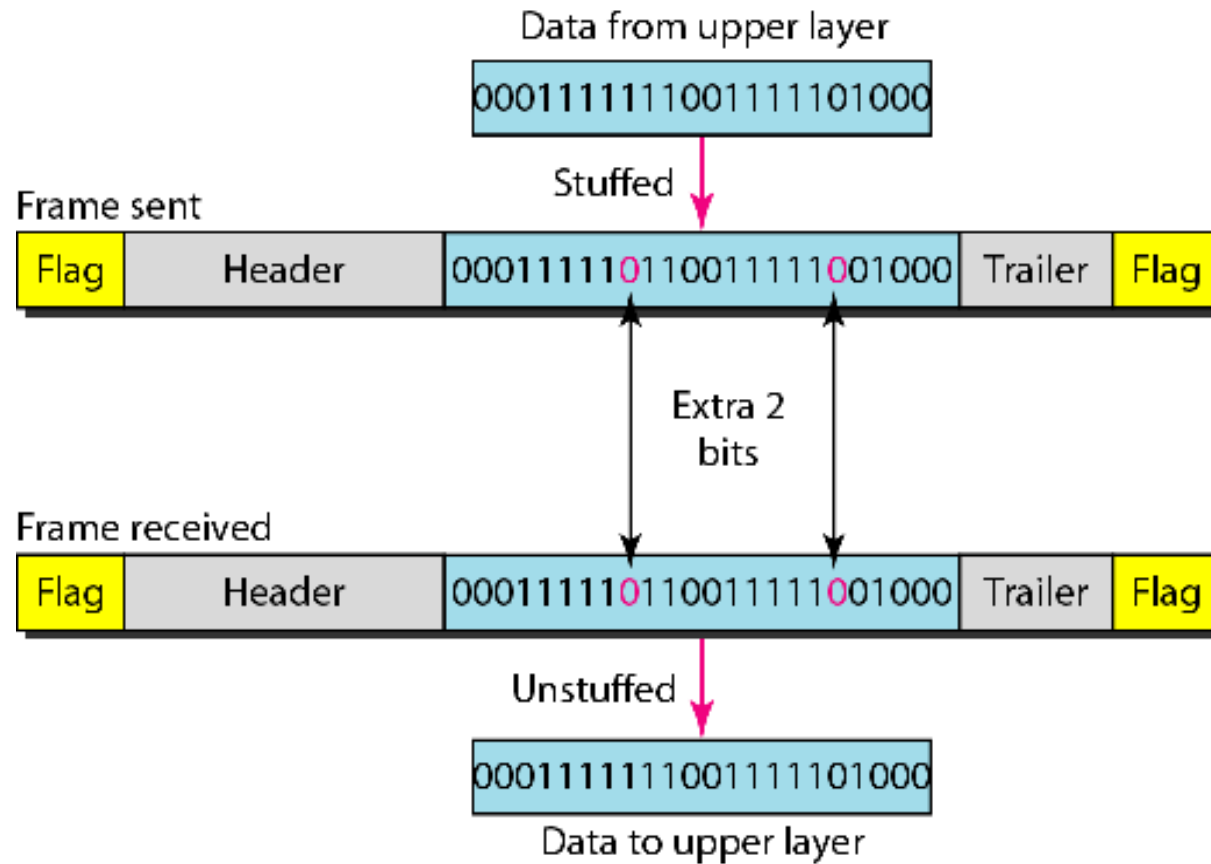 Data from upper layer
0001111111001111101000
Stuffed
Frame sent
Flag Header 000111110110011111001000 Trailer Flag
Extra 2
bits
Frame received
Flag Header 000111110110011111001000 Trailer Flag
Unstuffed
0001111111001111101000
Data to upper layer